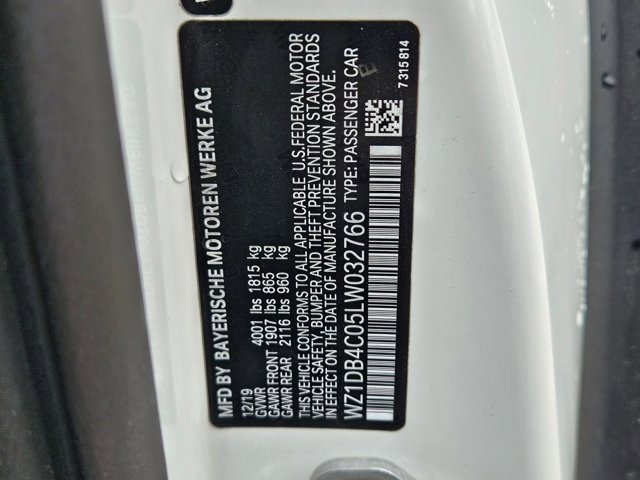 MFD BY BAYERISCHE MOTOREN WERKE AG
12/19
GVWR 4001 lbs 1815 kg
GAWR FRONT 1907 lbs 865 kg
GAWR REAR 2116 lbs 960 kg
THIS VEHICLE CONFORMS TO ALL APPLICABLE U.S.FEDERAL MOTOR
VEHICLE SAFETY, BUMPER AND THEFT PREVENTION STANDARDS
IN EFFECT ON THE DATE OF MANUFACTURE SHOWN ABOVE.
WZ1DB4C05LW032766 TYPE: PASSENGER CAR
7315814